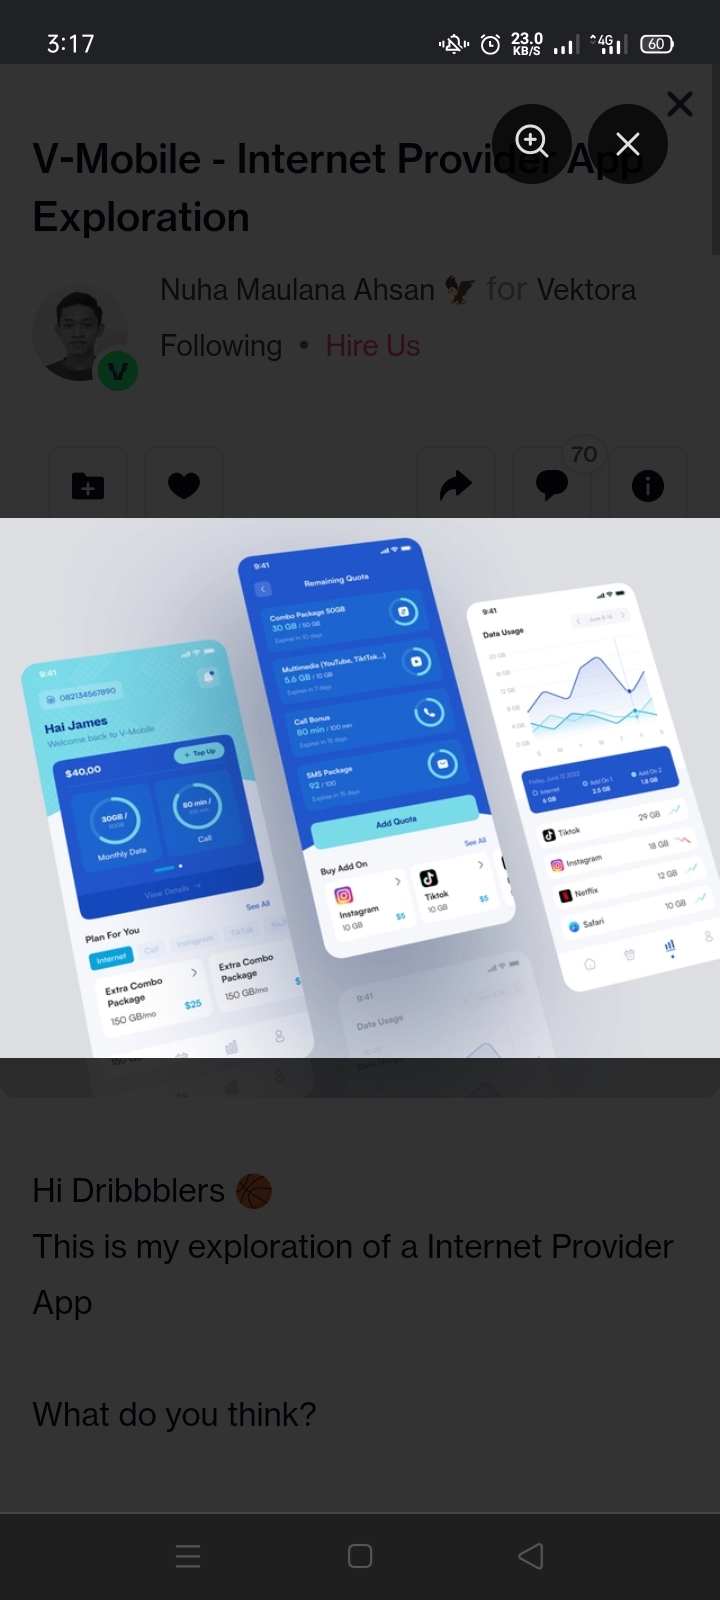 3:17
23.0
KB/S
4G
60
V-Mobile - Internet Provider App
Exploration
Nuha Maulana Ahsan for Vektora
Following • Hire Us
70
9:41
082134567890
Hai James
Welcome back to V-Mobile
$40,00
+ Top Up
30GB /
Monthly Data
80 min /
Call
View Details →
Plan For You
See All
Internet
Call
Instagram
TikTok
Extra Combo
Package
150 GB/mo
$25
Extra Combo
Package
150 GB/mo
9:41
Remaining Quota
Combo Package 50GB
30 GB / 50 GB
Expires in 10 days
Multimedia (YouTube, TikTok...)
5.6 GB / 10 GB
Expires in 7 days
Call Bonus
80 min / 100 min
Expires in 15 days
SMS Package
92 / 100
Expires in 15 days
Add Quota
Buy Add On
See All
Instagram
10 GB
$5
Tiktok
10 GB
$5
9:41
Data Usage
20 GB
16 GB
12 GB
8 GB
4 GB
0 GB
S M T W T F S
Friday, June 13 2022
Internet
6 GB
Add On 1
2.5 GB
Add On 2
1.8 GB
Tiktok
29 GB
Instagram
18 GB
Netflix
12 GB
Safari
10 GB
9:41
Data Usage
Hi Dribbblers
This is my exploration of a Internet Provider
App
What do you think?